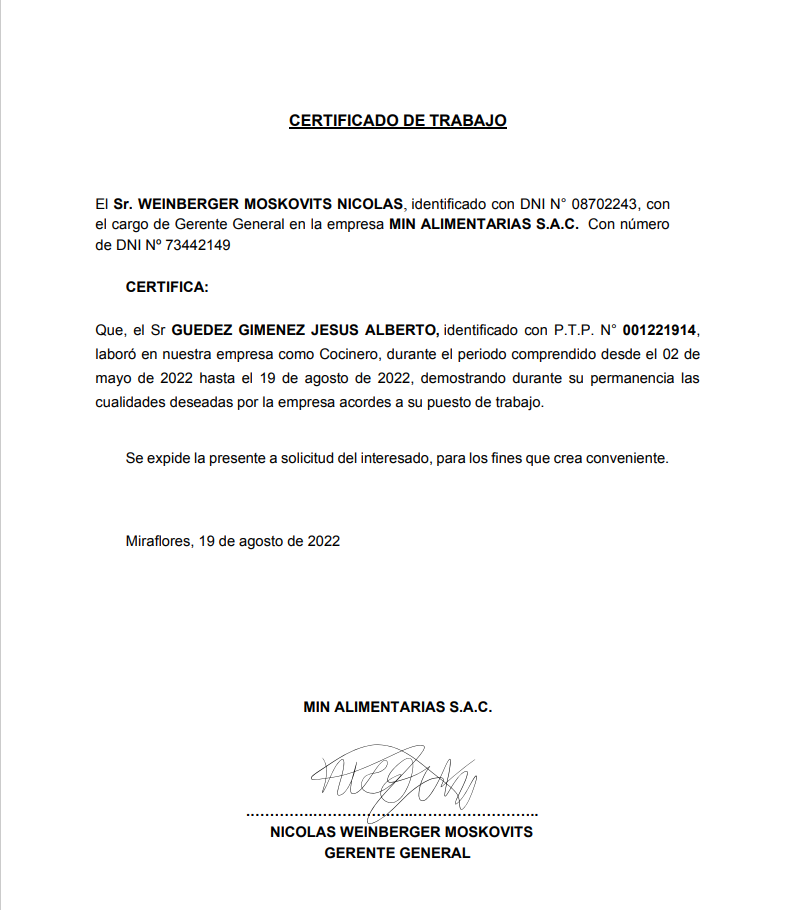 CERTIFICADO DE TRABAJO
El Sr. WEINBERGER MOSKOVITS NICOLAS, identificado con DNI N° 08702243, con
el cargo de Gerente General en la empresa MIN ALIMENTARIAS S.A.C. Con número
de DNI Nº 73442149
CERTIFICA:
Que, el Sr GUEDEZ GIMENEZ JESUS ALBERTO, identificado con P.T.P. N° 001221914,
laboró en nuestra empresa como Cocinero, durante el periodo comprendido desde el 02 de
mayo de 2022 hasta el 19 de agosto de 2022, demostrando durante su permanencia las
cualidades deseadas por la empresa acordes a su puesto de trabajo.
Se expide la presente a solicitud del interesado, para los fines que crea conveniente.
Miraflores, 19 de agosto de 2022
MIN ALIMENTARIAS S.A.C.
NICOLAS WEINBERGER MOSKOVITS
GERENTE GENERAL